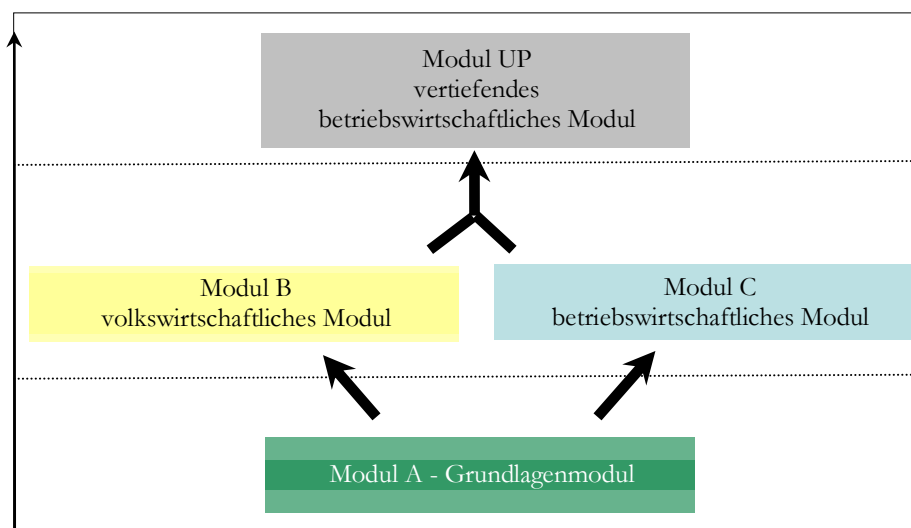 Modul UP
vertiefendes
betriebswirtschaftliches Modul
Modul B
volkswirtschaftliches Modul
Modul C
betriebswirtschaftliches Modul
Modul A - Grundlagenmodul